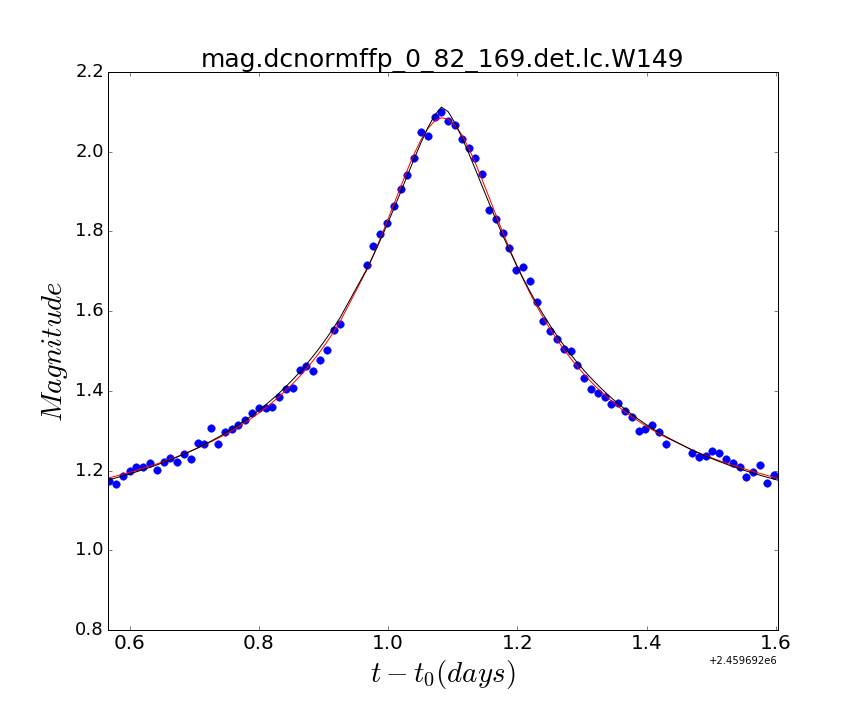 mag.dcnormffp_0_82_169.det.lc.W149
2.2
2.0
1.8
1.6
1.4
1.2
1.0
0.8
Magnitude
0.6 0.8 1.0 1.2 1.4 1.6
+2.459692e6
t − t₀(days)